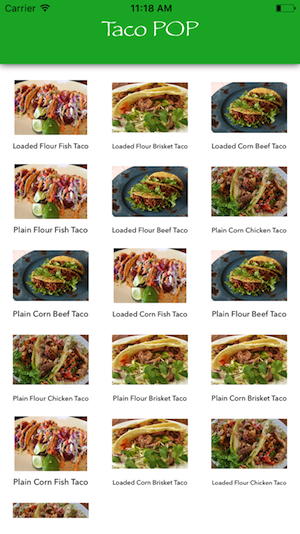 Carrier 11:18 AM
Taco POP
Loaded Flour Fish Taco Loaded Flour Brisket Taco Loaded Corn Beef Taco
Plain Flour Fish Taco Loaded Flour Beef Taco Plain Corn Chicken Taco
Plain Corn Beef Taco Loaded Corn Fish Taco Plain Flour Beef Taco
Plain Flour Chicken Taco Plain Flour Brisket Taco Plain Corn Brisket Taco
Plain Corn Fish Taco Loaded Corn Brisket Taco Loaded Flour Chicken Taco